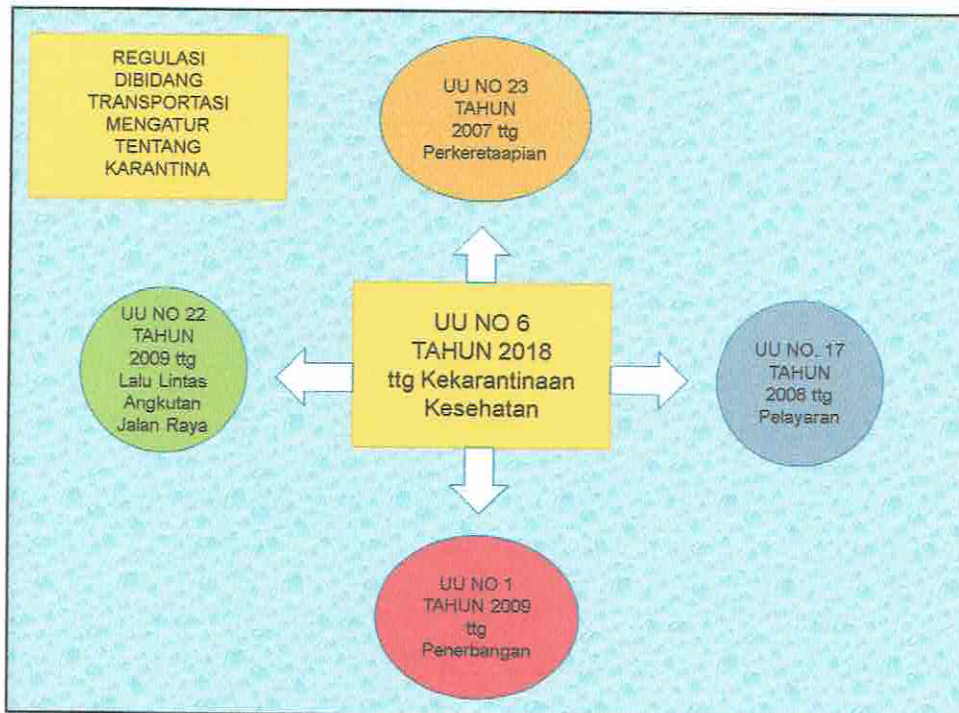 REGULASI
DIBIDANG
TRANSPORTASI
MENGATUR
TENTANG
KARANTINA
UU NO 23
TAHUN
2007 ttg
Perkeretaapian
UU NO 22
TAHUN
2009 ttg
Lalu Lintas
Angkutan
Jalan Raya
UU NO 6
TAHUN 2018
ttg Kekarantinaan
Kesehatan
UU NO. 17
TAHUN
2008 ttg
Pelayaran
UU NO 1
TAHUN 2009
ttg
Penerbangan